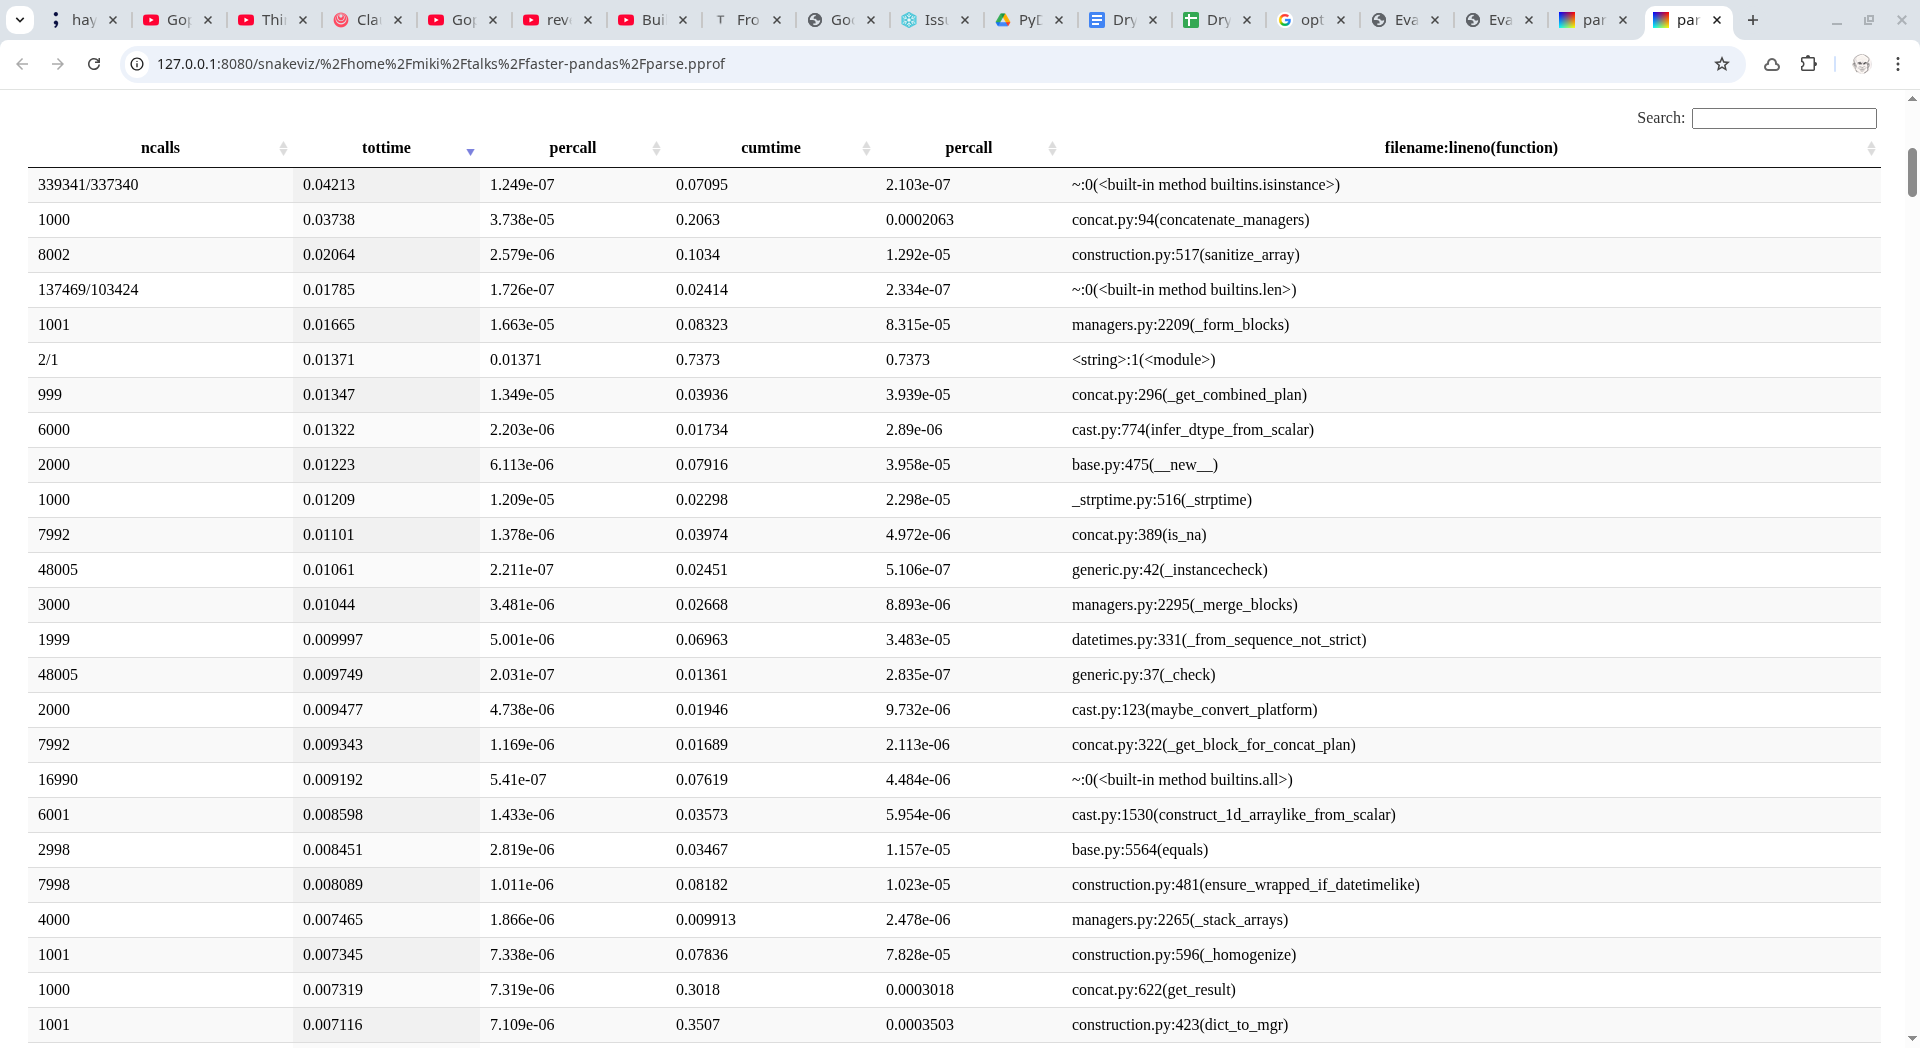 hay Gop Thi Cla Gop reve Buil Fro Goo Issu PyD Dry Dry opt Eva Eva par par
127.0.0.1:8080/snakeviz/%2Fhome%2Fmiki%2Ftalks%2Ffaster-pandas%2Fparse.pprof
Search:
ncalls tottime percall cumtime percall filename:lineno(function)
339341/337340 0.04213 1.249e-07 0.07095 2.103e-07 ~:0(<built-in method builtins.isinstance>)
1000 0.03738 3.738e-05 0.2063 0.0002063 concat.py:94(concatenate_managers)
8002 0.02064 2.579e-06 0.1034 1.292e-05 construction.py:517(sanitize_array)
137469/103424 0.01785 1.726e-07 0.02414 2.334e-07 ~:0(<built-in method builtins.len>)
1001 0.01665 1.663e-05 0.08323 8.315e-05 managers.py:2209(_form_blocks)
2/1 0.01371 0.01371 0.7373 0.7373 <string>:1(<module>)
999 0.01347 1.349e-05 0.03936 3.939e-05 concat.py:296(_get_combined_plan)
6000 0.01322 2.203e-06 0.01734 2.89e-06 cast.py:774(infer_dtype_from_scalar)
2000 0.01223 6.113e-06 0.07916 3.958e-05 base.py:475(__new__)
1000 0.01209 1.209e-05 0.02298 2.298e-05 _strptime.py:516(_strptime)
7992 0.01101 1.378e-06 0.03974 4.972e-06 concat.py:389(is_na)
48005 0.01061 2.211e-07 0.02451 5.106e-07 generic.py:42(_instancecheck)
3000 0.01044 3.481e-06 0.02668 8.893e-06 managers.py:2295(_merge_blocks)
1999 0.009997 5.001e-06 0.06963 3.483e-05 datetimes.py:331(_from_sequence_not_strict)
48005 0.009749 2.031e-07 0.01361 2.835e-07 generic.py:37(_check)
2000 0.009477 4.738e-06 0.01946 9.732e-06 cast.py:123(maybe_convert_platform)
7992 0.009343 1.169e-06 0.01689 2.113e-06 concat.py:322(_get_block_for_concat_plan)
16990 0.009192 5.41e-07 0.07619 4.484e-06 ~:0(<built-in method builtins.all>)
6001 0.008598 1.433e-06 0.03573 5.954e-06 cast.py:1530(construct_1d_arraylike_from_scalar)
2998 0.008451 2.819e-06 0.03467 1.157e-05 base.py:5564(equals)
7998 0.008089 1.011e-06 0.08182 1.023e-05 construction.py:481(ensure_wrapped_if_datetimelike)
4000 0.007465 1.866e-06 0.009913 2.478e-06 managers.py:2265(_stack_arrays)
1001 0.007345 7.338e-06 0.07836 7.828e-05 construction.py:596(_homogenize)
1000 0.007319 7.319e-06 0.3018 0.0003018 concat.py:622(get_result)
1001 0.007116 7.109e-06 0.3507 0.0003503 construction.py:423(dict_to_mgr)